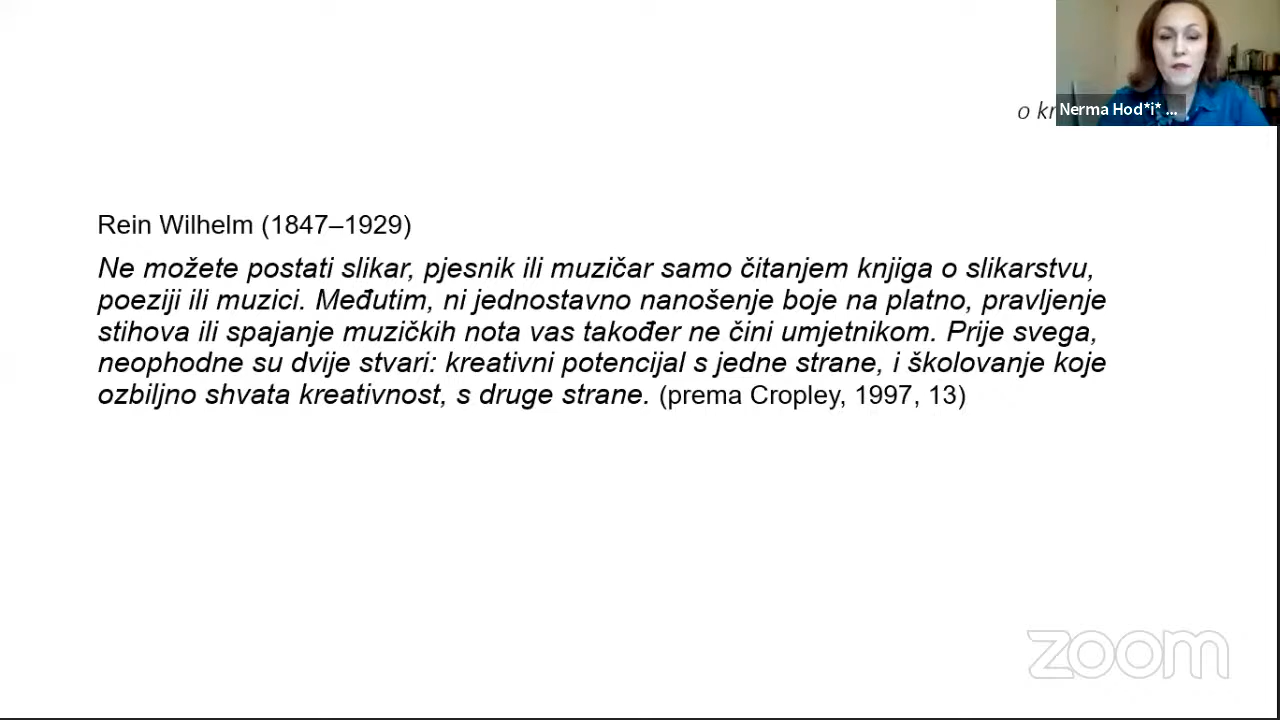 o kr
Nerma Hod*i* ...
Rein Wilhelm (1847–1929)
Ne možete postati slikar, pjesnik ili muzičar samo čitanjem knjiga o slikarstvu,
poeziji ili muzici. Međutim, ni jednostavno nanošenje boje na platno, pravljenje
stihova ili spajanje muzičkih nota vas također ne čini umjetnikom. Prije svega,
neophodne su dvije stvari: kreativni potencijal s jedne strane, i školovanje koje
ozbiljno shvata kreativnost, s druge strane. (prema Cropley, 1997, 13)
zoom